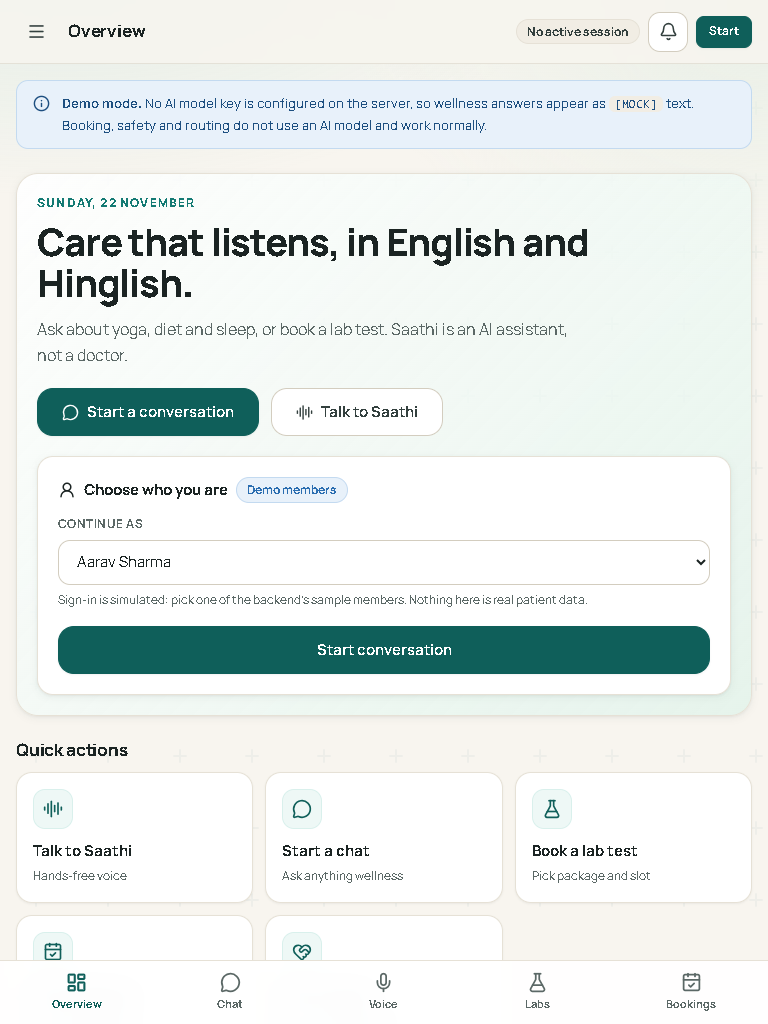 Overview
No active session
Start
Demo mode. No AI model key is configured on the server, so wellness answers appear as [MOCK] text.
Booking, safety and routing do not use an AI model and work normally.
SUNDAY, 22 NOVEMBER
Care that listens, in English and
Hinglish.
Ask about yoga, diet and sleep, or book a lab test. Saathi is an AI assistant,
not a doctor.
Start a conversation
Talk to Saathi
Choose who you are
Demo members
CONTINUE AS
Aarav Sharma
Sign-in is simulated: pick one of the backend's sample members. Nothing here is real patient data.
Start conversation
Quick actions
Talk to Saathi
Hands-free voice
Start a chat
Ask anything wellness
Book a lab test
Pick package and slot
Overview
Chat
Voice
Labs
Bookings